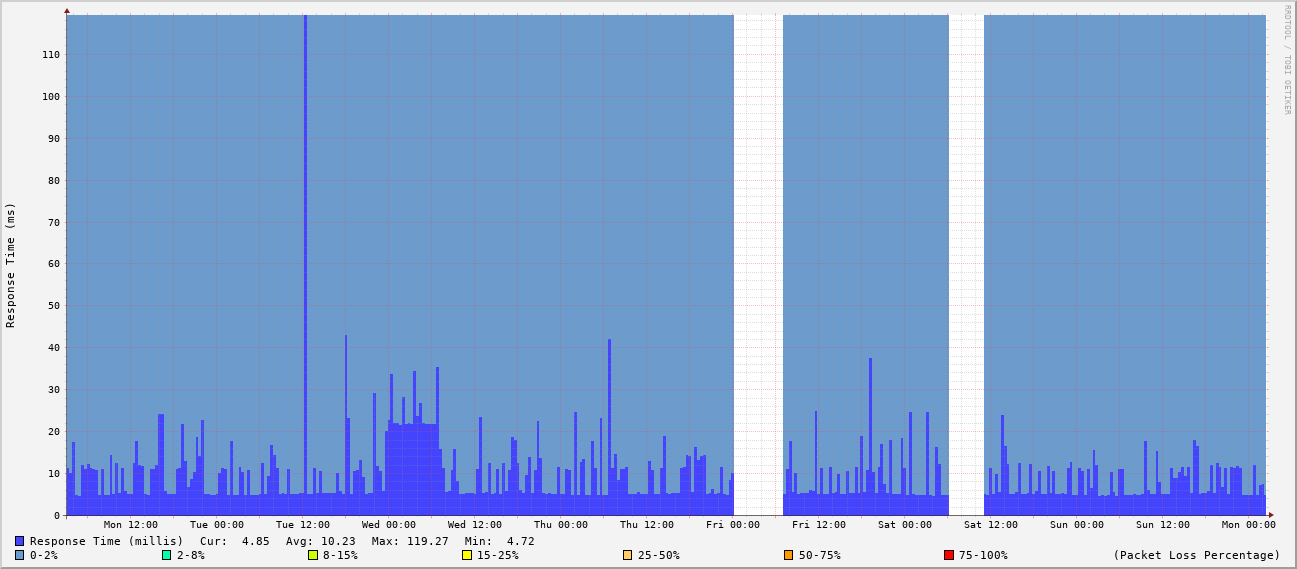 RRDTOOL / TOBI OETIKER
Response Time (ms)
110
100
90
80
70
60
50
40
30
20
10
0
Mon 12:00 Tue 00:00 Tue 12:00 Wed 00:00 Wed 12:00 Thu 00:00 Thu 12:00 Fri 00:00 Fri 12:00 Sat 00:00 Sat 12:00 Sun 00:00 Sun 12:00 Mon 00:00
Response Time (millis) Cur: 4.85 Avg: 10.23 Max: 119.27 Min: 4.72
0-2% 2-8% 8-15% 15-25% 25-50% 50-75% 75-100% (Packet Loss Percentage)